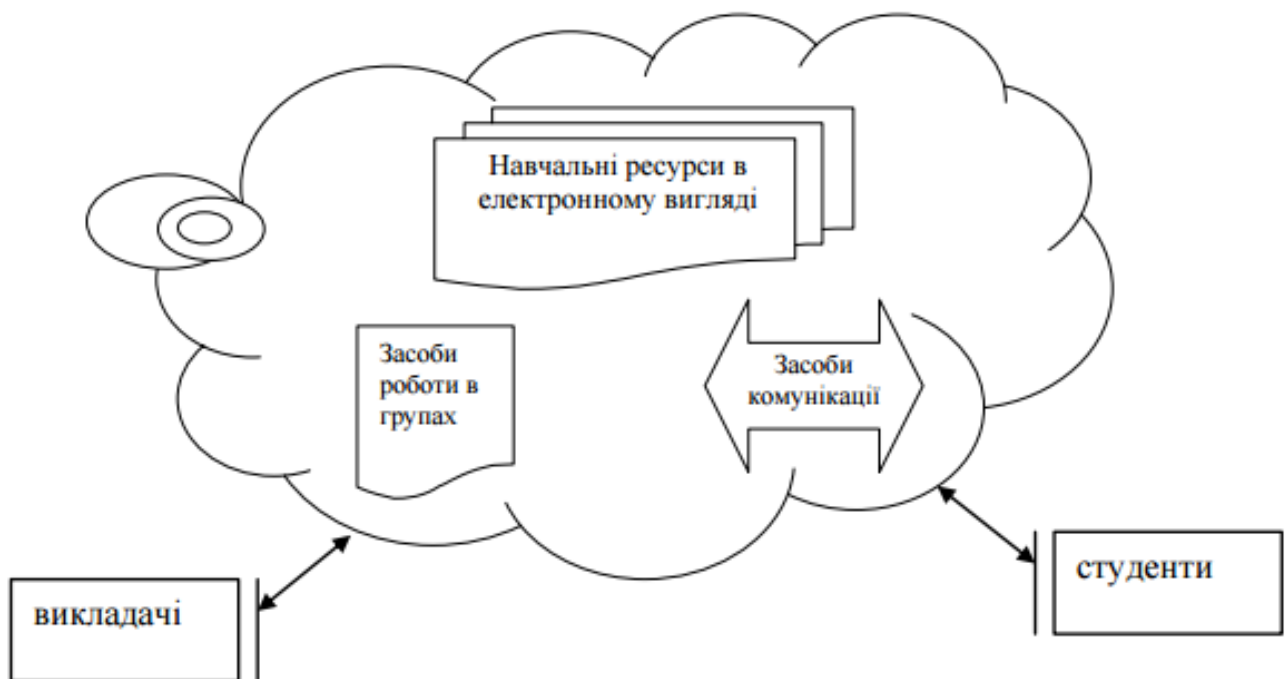 Навчальні ресурси в
електронному вигляді
Засоби
роботи в
групах
Засоби
комунікації
викладачі
студенти